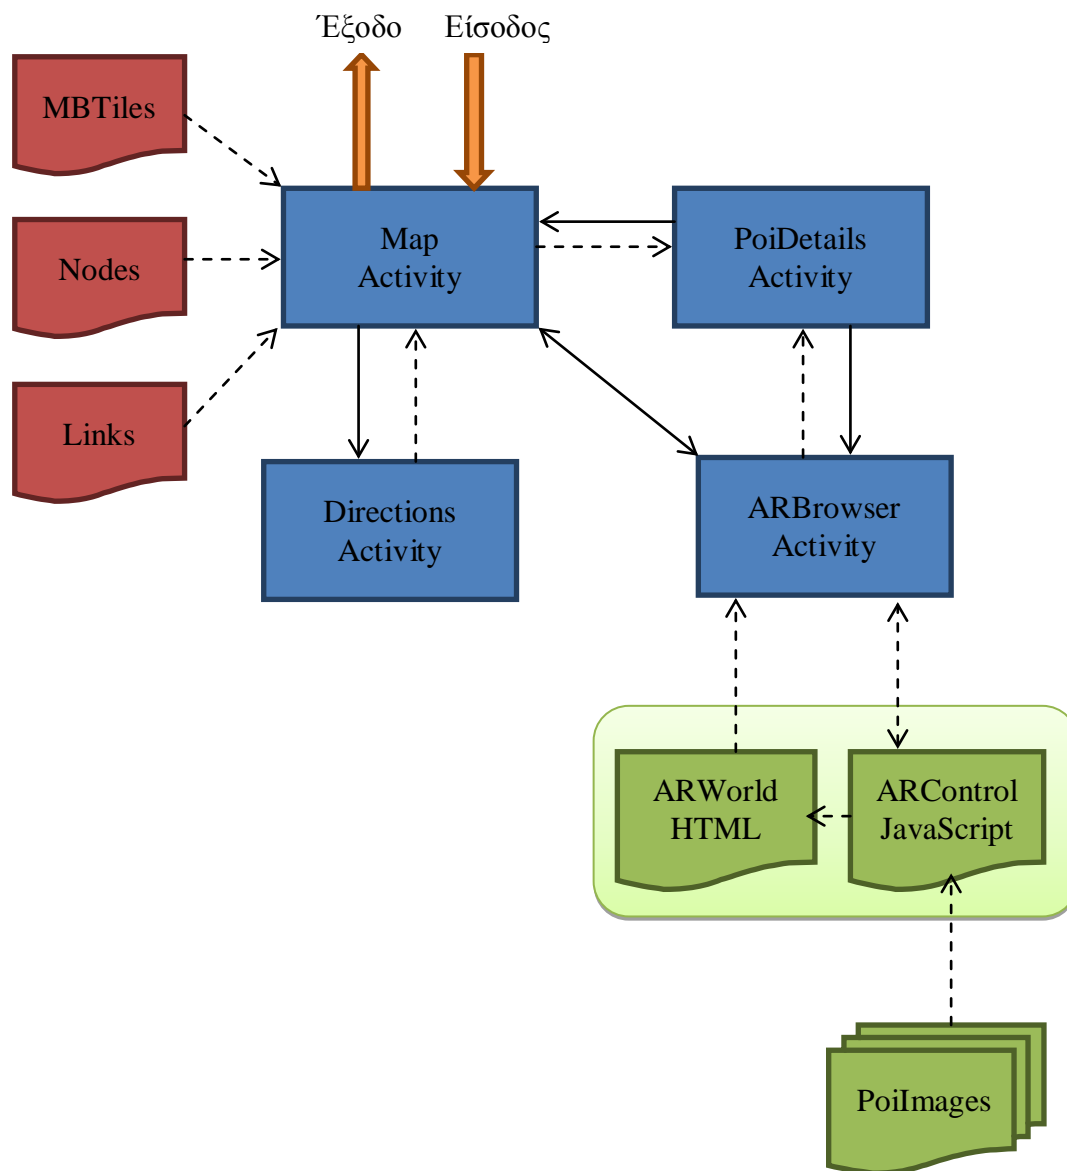 Έξοδο Είσοδος
MBTiles
Nodes
Links
Map
Activity
PoiDetails
Activity
Directions
Activity
ARBrowser
Activity
ARWorld
HTML
ARControl
JavaScript
PoiImages